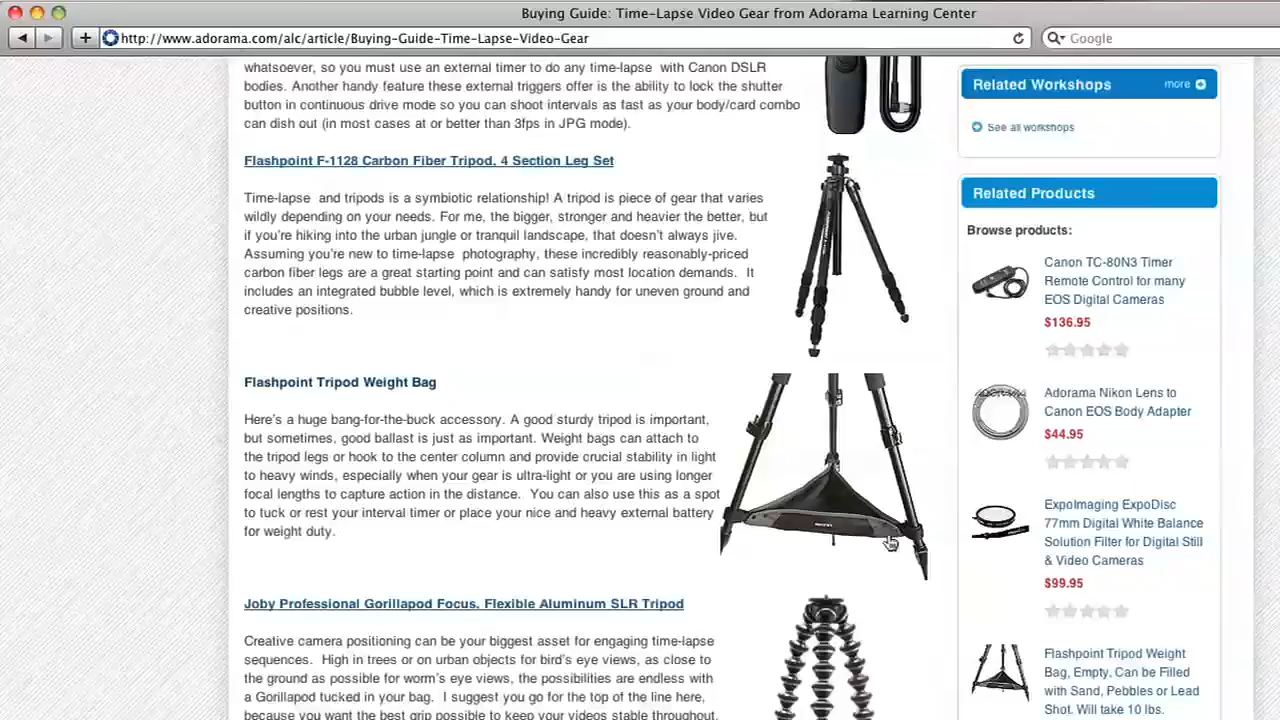 Buying Guide: Time-Lapse Video Gear from Adorama Learning Center
http://www.adorama.com/alc/article/Buying-Guide-Time-Lapse-Video-Gear
Google
whatsoever, so you must use an external timer to do any time-lapse with Canon DSLR
bodies. Another handy feature these external triggers offer is the ability to lock the shutter
button in continuous drive mode so you can shoot intervals as fast as your body/card combo
can dish out (in most cases at or better than 3fps in JPG mode).
Flashpoint F-1128 Carbon Fiber Tripod, 4 Section Leg Set
Time-lapse and tripods is a symbiotic relationship! A tripod is piece of gear that varies
wildly depending on your needs. For me, the bigger, stronger and heavier the better, but
if you're hiking into the urban jungle or tranquil landscape, that doesn't always jive.
Assuming you're new to time-lapse photography, these incredibly reasonably-priced
carbon fiber legs are a great starting point and can satisfy most location demands. It
includes an integrated bubble level, which is extremely handy for uneven ground and
creative positions.
Flashpoint Tripod Weight Bag
Here's a huge bang-for-the-buck accessory. A good sturdy tripod is important,
but sometimes, good ballast is just as important. Weight bags can attach to
the tripod legs or hook to the center column and provide crucial stability in light
to heavy winds, especially when your gear is ultra-light or you are using longer
focal lengths to capture action in the distance. You can also use this as a spot
to tuck or rest your interval timer or place your nice and heavy external battery
for weight duty.
Joby Professional Gorillapod Focus, Flexible Aluminum SLR Tripod
Creative camera positioning can be your biggest asset for engaging time-lapse
sequences. High in trees or on urban objects for bird's eye views, as close to
the ground as possible for worm's eye views, the possibilities are endless with
a Gorillapod tucked in your bag. I suggest you go for the top of the line here,
because you want the best grip possible to keep your videos stable throughout.
Related Workshops
more
See all workshops
Related Products
Browse products:
Canon TC-80N3 Timer
Remote Control for many
EOS Digital Cameras
$136.95
Adorama Nikon Lens to
Canon EOS Body Adapter
$44.95
ExpoImaging ExpoDisc
77mm Digital White Balance
Solution Filter for Digital Still
& Video Cameras
$99.95
Flashpoint Tripod Weight
Bag, Empty. Can be Filled
with Sand, Pebbles or Lead
Shot. Will take 10 lbs.